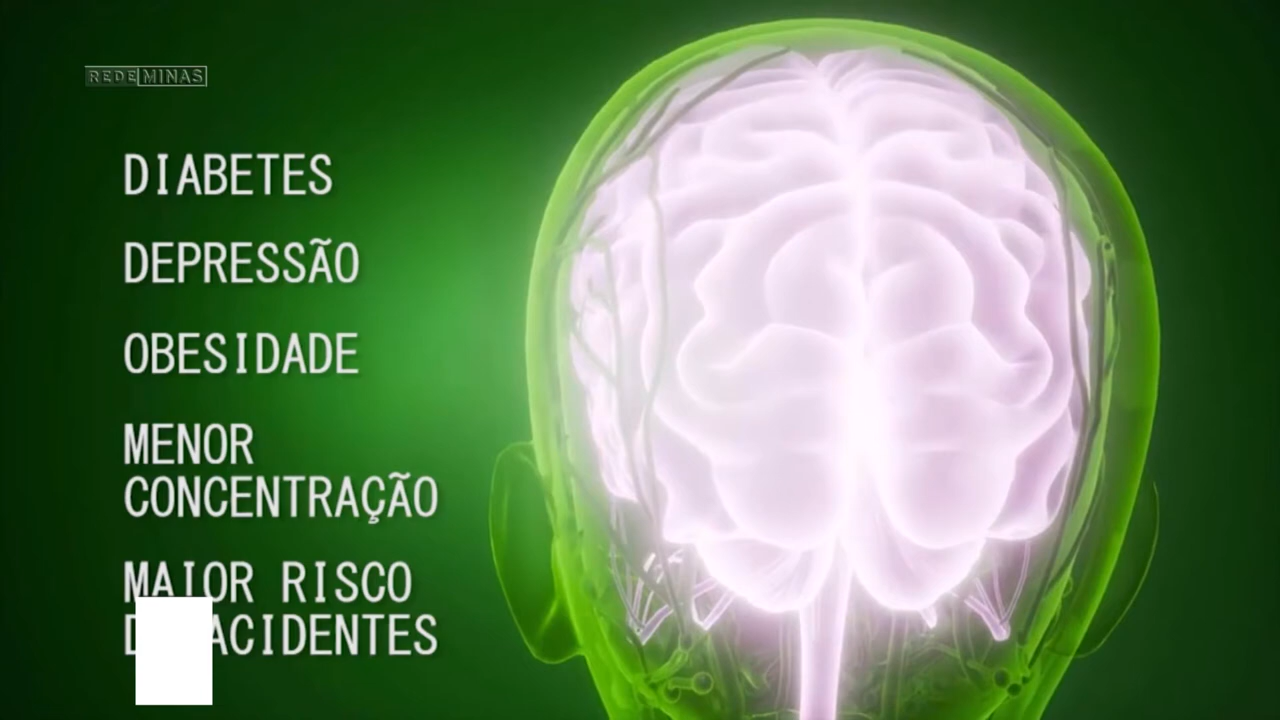 REDE MINAS
DIABETES
DEPRESSÃO
OBESIDADE
MENOR
CONCENTRAÇÃO
MAIOR RISCO
ACIDENTES